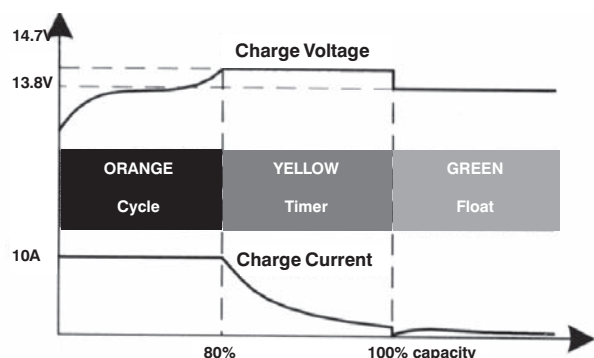 14.7V
Charge Voltage
13.8V
ORANGE
YELLOW
GREEN
Cycle
Timer
Float
10A
Charge Current
80%
100% capacity